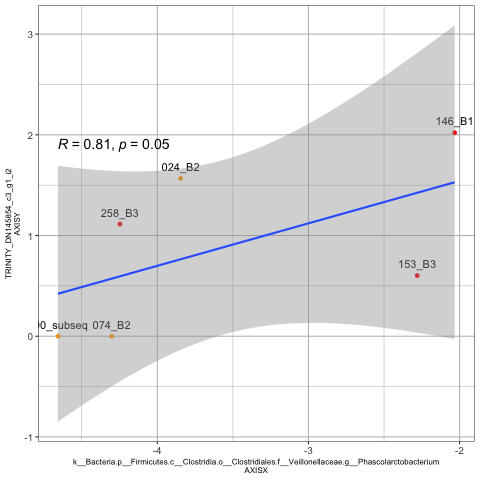 3
2
1
0
-1
R = 0.81, p = 0.05
146_B1
024_B2
258_B3
153_B3
0_subseq 074_B2
-4
-3
-2
TRINITY_DN145854_c3_g1_i2
AXISY
k__Bacteria.p__Firmicutes.c__Clostridia.o__Clostridiales.f__Veillonellaceae.g__Phascolarctobacterium
AXISX